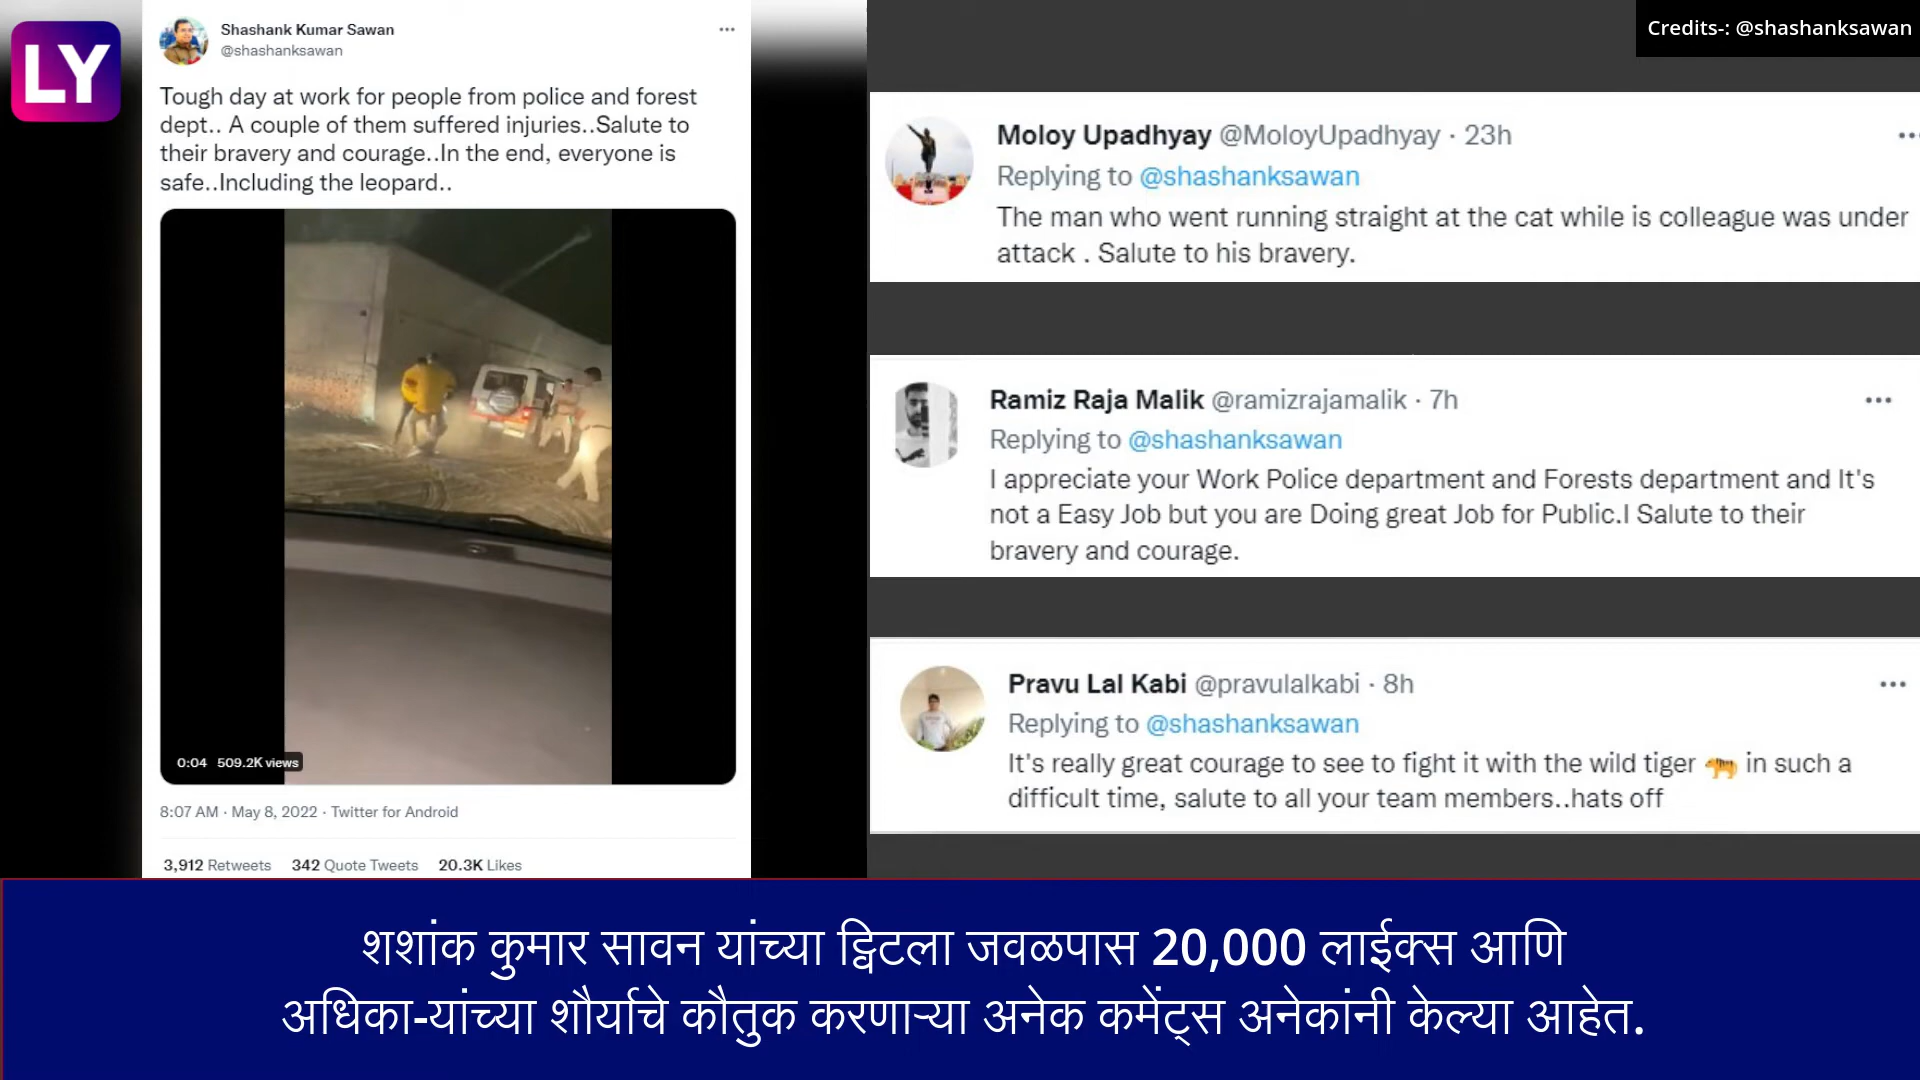 LY
Shashank Kumar Sawan
@shashanksawan
Tough day at work for people from police and forest
dept.. A couple of them suffered injuries..Salute to
their bravery and courage..In the end, everyone is
safe..Including the leopard..
0:04 509.2K views
8:07 AM · May 8, 2022 · Twitter for Android
3,912 Retweets 342 Quote Tweets 20.3K Likes
Credits-: @shashanksawan
Moloy Upadhyay @MoloyUpadhyay · 23h
Replying to @shashanksawan
The man who went running straight at the cat while is colleague was under
attack . Salute to his bravery.
Ramiz Raja Malik @ramizrajamalik · 7h
Replying to @shashanksawan
I appreciate your Work Police department and Forests department and It's
not a Easy Job but you are Doing great Job for Public.I Salute to their
bravery and courage.
Pravu Lal Kabi @pravulalkabi · 8h
Replying to @shashanksawan
It's really great courage to see to fight it with the wild tiger 🐅 in such a
difficult time, salute to all your team members..hats off
शशांक कुमार सावन यांच्या ट्विटला जवळपास 20,000 लाईक्स आणि
अधिका-यांच्या शौर्याचे कौतुक करणाऱ्या अनेक कमेंट्स अनेकांनी केल्या आहेत.